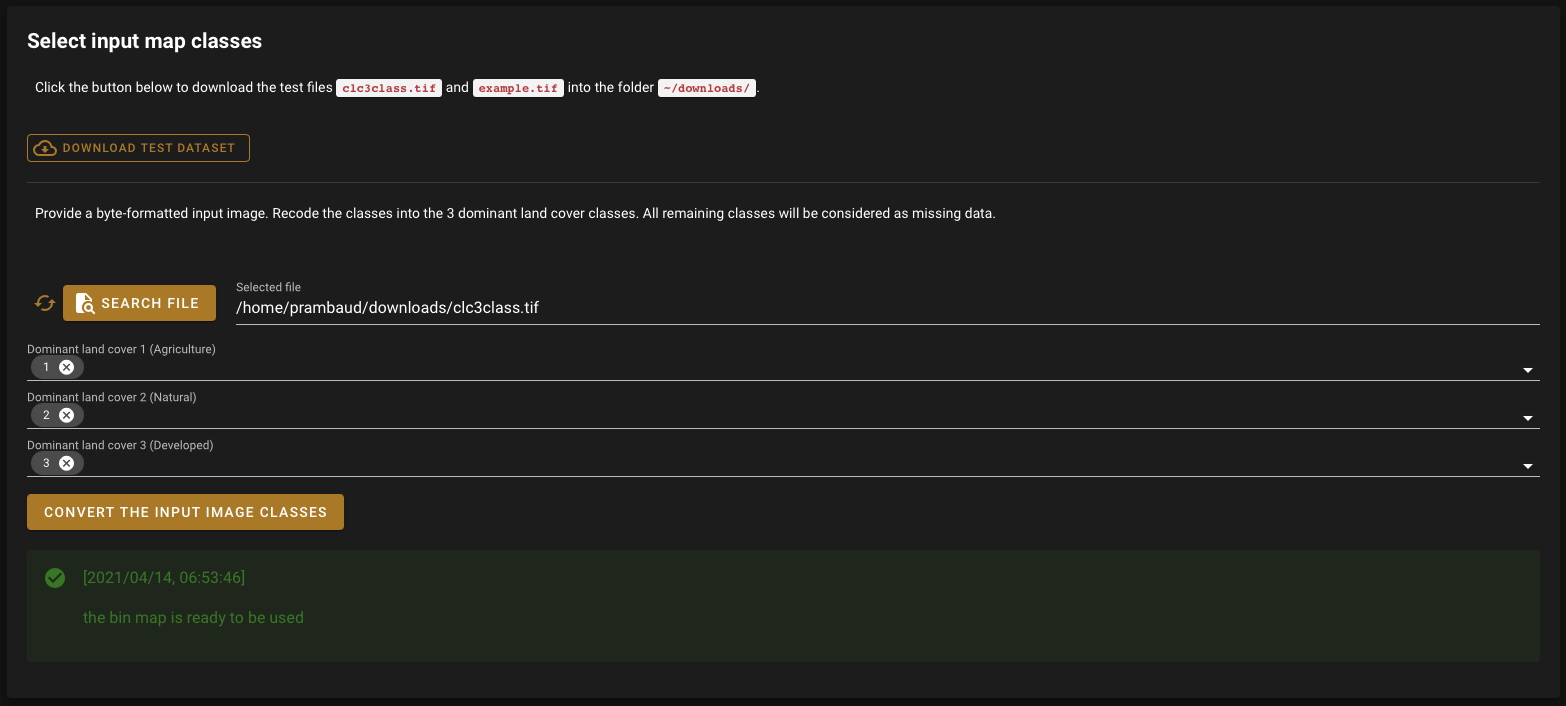 Select input map classes
Click the button below to download the test files clc3class.tif and example.tif into the folder ~/downloads/.
DOWNLOAD TEST DATASET
Provide a byte-formatted input image. Recode the classes into the 3 dominant land cover classes. All remaining classes will be considered as missing data.
SEARCH FILE
Selected file
/home/prambaud/downloads/clc3class.tif
Dominant land cover 1 (Agriculture)
1
Dominant land cover 2 (Natural)
2
Dominant land cover 3 (Developed)
3
CONVERT THE INPUT IMAGE CLASSES
[2021/04/14, 06:53:46]
the bin map is ready to be used